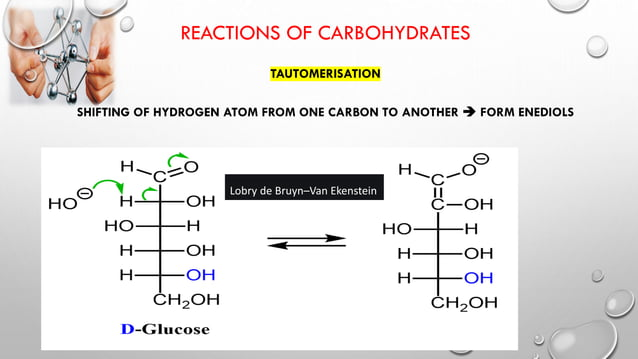 REACTIONS OF CARBOHYDRATES
TAUTOMERISATION
SHIFTING OF HYDROGEN ATOM FROM ONE CARBON TO ANOTHER → FORM ENEDIOLS
H O
C
HO⊖ H OH
HO H
H OH
H OH
CH₂OH
D-Glucose
Lobry de Bruyn–Van Ekenstein
H O⊖
C
C OH
HO H
H OH
H OH
CH₂OH